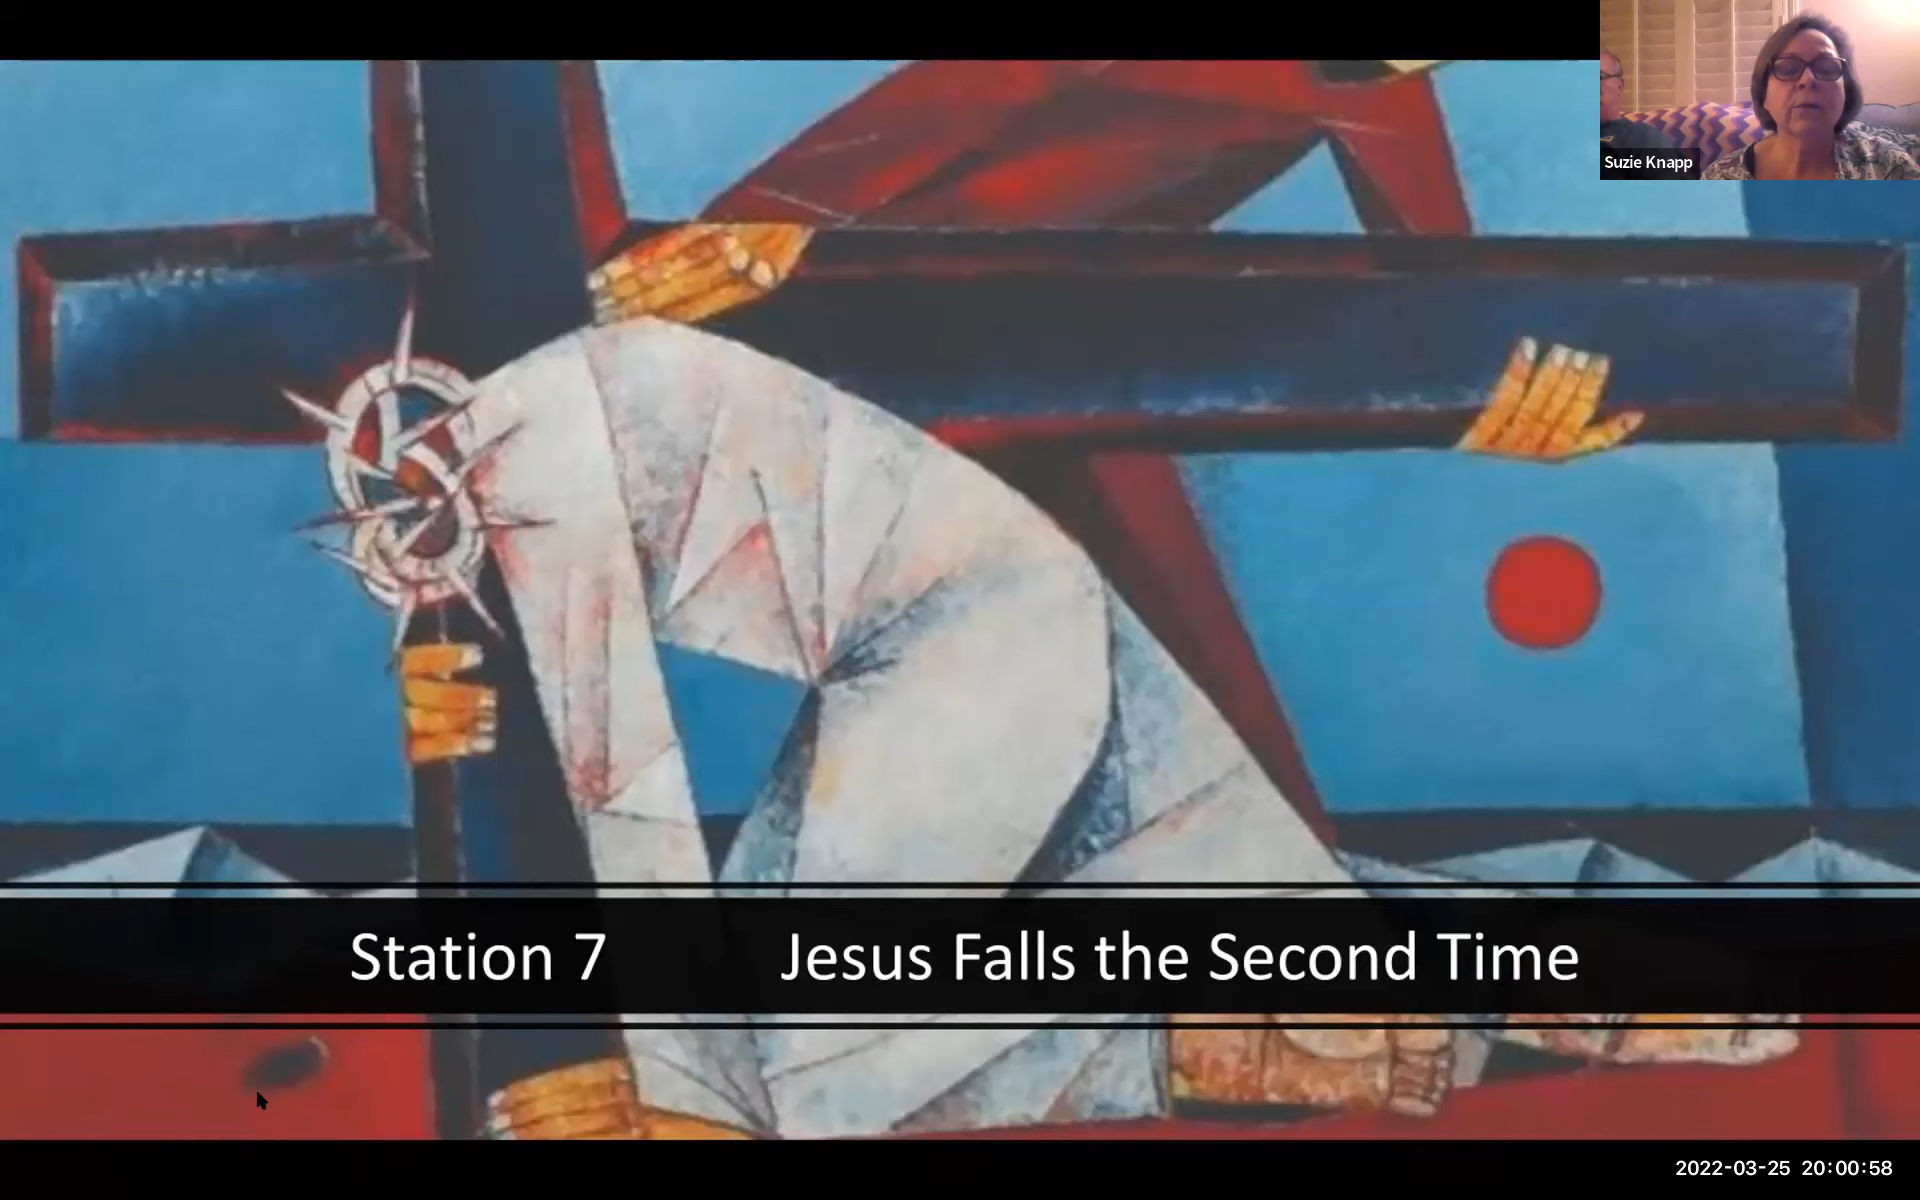 Suzie Knapp
Station 7 Jesus Falls the Second Time
2022-03-25 20:00:58